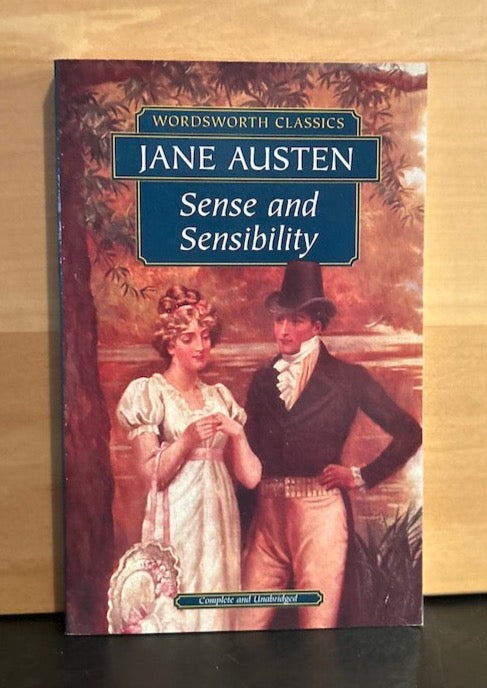 WORDSWORTH CLASSICS
JANE AUSTEN
Sense and
Sensibility
Complete and Unabridged